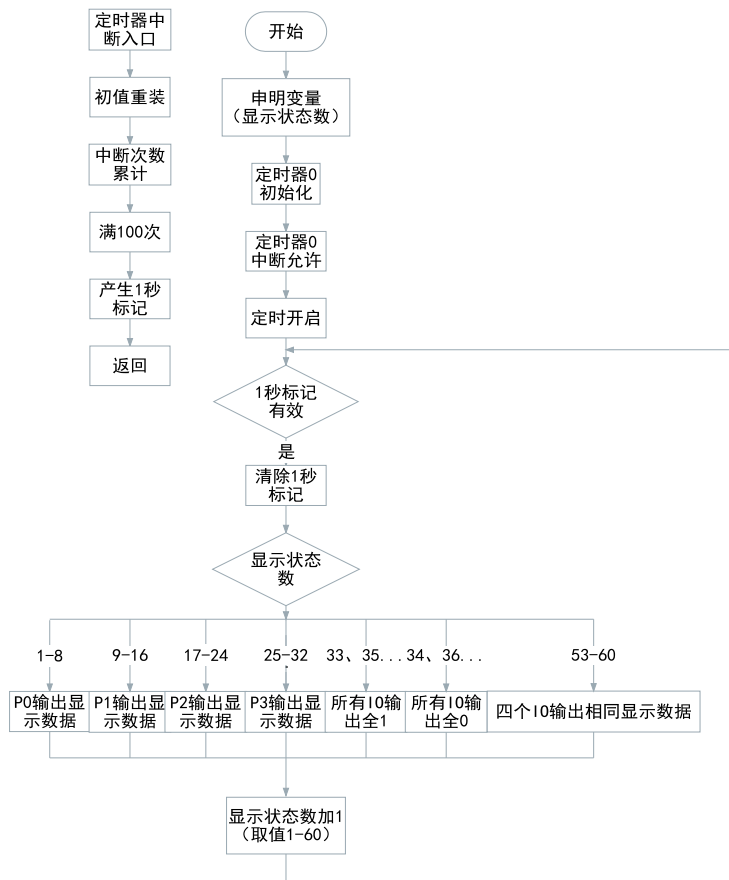 定时器中
断入口
初值重装
中断次数
累计
满100次
产生1秒
标记
返回
开始
申明变量
（显示状态数）
定时器0
初始化
定时器0
中断允许
定时开启
1秒标记
有效
是
清除1秒
标记
显示状态
数
1-8
9-16
17-24
25-32
33、35...
34、36...
53-60
P0输出显
示数据
P1输出显
示数据
P2输出显
示数据
P3输出显
示数据
所有IO输
出全1
所有IO输
出全0
四个IO输出相同显示数据
显示状态数加1
（取值1-60）